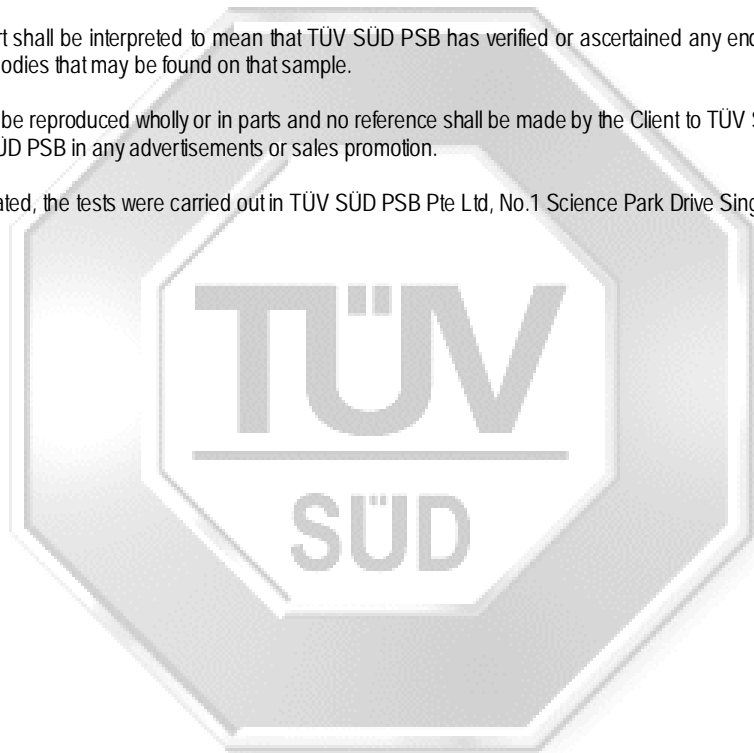 rt shall be interpreted to mean that TÜV SÜD PSB has verified or ascertained any end
odies that may be found on that sample.
be reproduced wholly or in parts and no reference shall be made by the Client to TÜV S
ÜD PSB in any advertisements or sales promotion.
ated, the tests were carried out in TÜV SÜD PSB Pte Ltd, No.1 Science Park Drive Sing
TÜV
SÜD